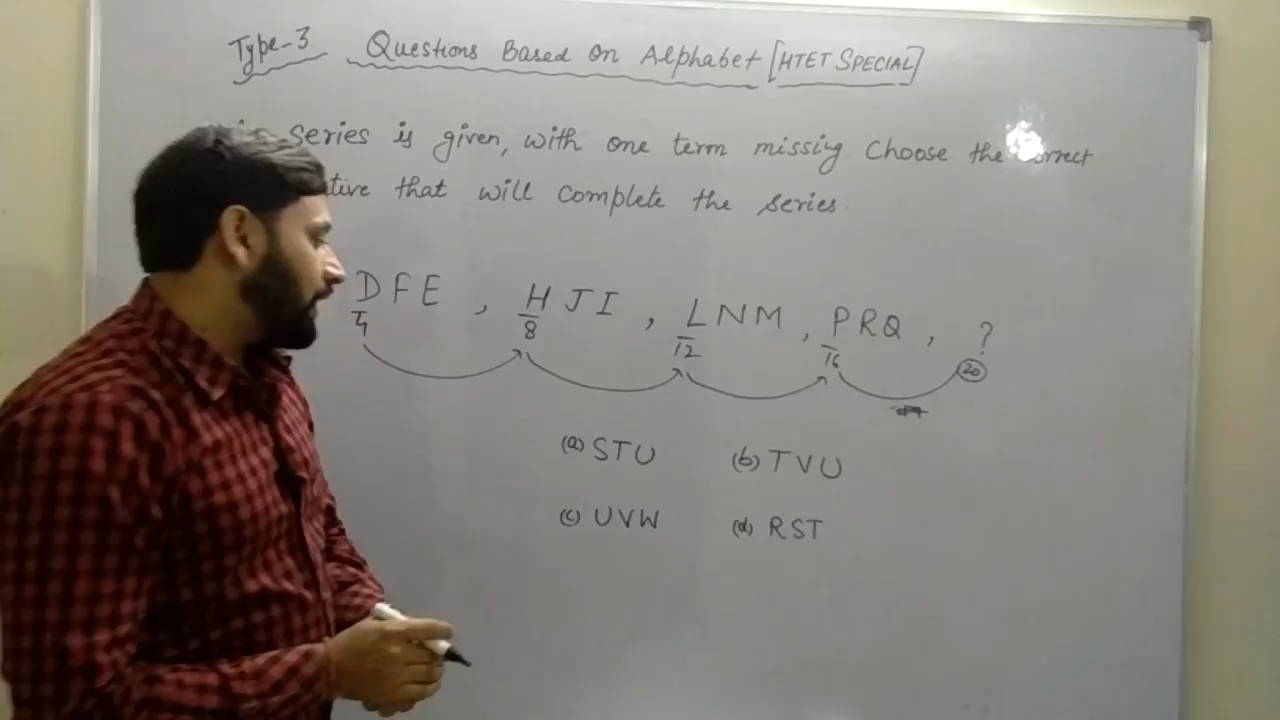 Type-3 Questions Based on Alphabet [HTET SPECIAL]
series is given, with one term missing. Choose the correct
tive that will complete the series.
DFE , HJI , LNM , PRQ , ?
4 8 12 16 20
(a) STU (b) TVU
(c) UVW (d) RST